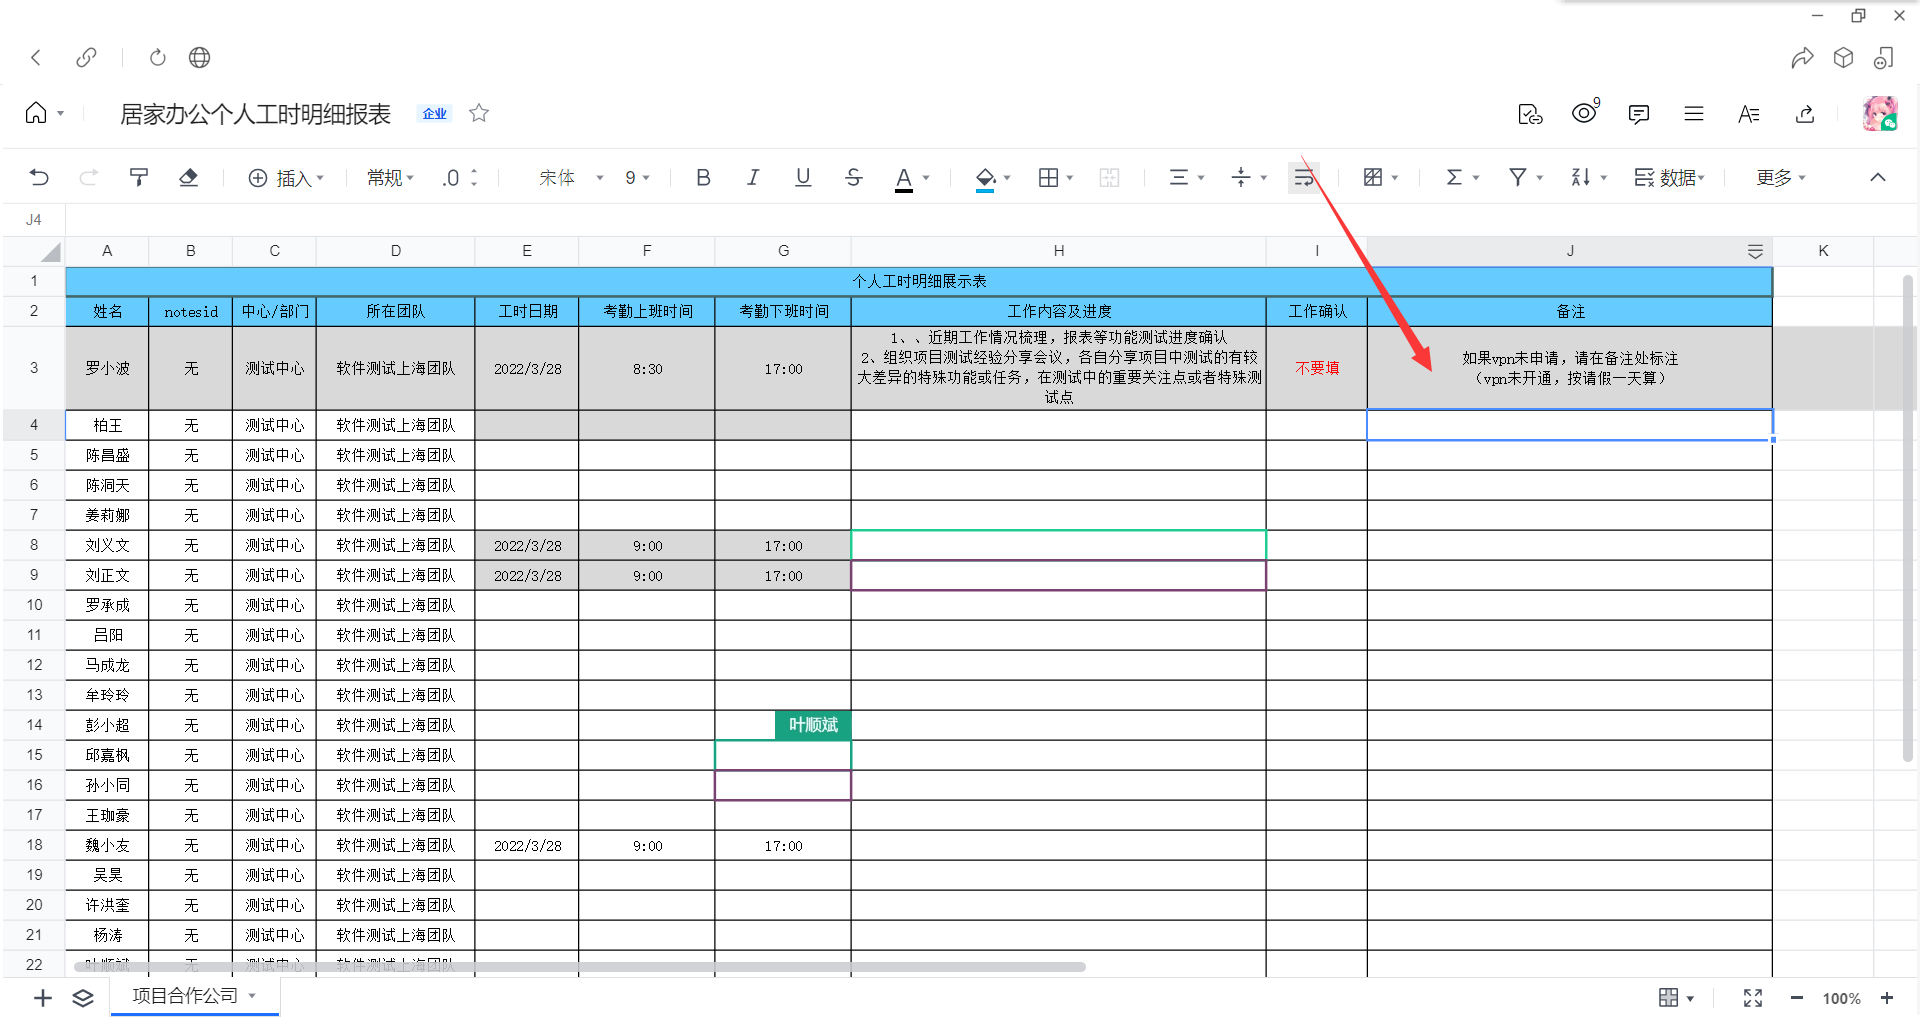 居家办公个人工时明细报表 企业
9
插入 常规 .0 宋体 9 B I U S A 数据 更多
J4
A B C D E F G H I J K
1 个人工时明细展示表
2 姓名 notesid 中心/部门 所在团队 工时日期 考勤上班时间 考勤下班时间 工作内容及进度 工作确认 备注
3 罗小波 无 测试中心 软件测试上海团队 2022/3/28 8:30 17:00
1、、近期工作情况梳理，报表等功能测试进度确认
2、组织项目测试经验分享会议，各自分享项目中测试的有较
大差异的特殊功能或任务，在测试中的重要关注点或者特殊测
试点
不要填
如果vpn未申请，请在备注处标注
（vpn未开通，按请假一天算）
4 柏王 无 测试中心 软件测试上海团队
5 陈昌盛 无 测试中心 软件测试上海团队
6 陈洞天 无 测试中心 软件测试上海团队
7 姜莉娜 无 测试中心 软件测试上海团队
8 刘义文 无 测试中心 软件测试上海团队 2022/3/28 9:00 17:00
9 刘正文 无 测试中心 软件测试上海团队 2022/3/28 9:00 17:00
10 罗承成 无 测试中心 软件测试上海团队
11 吕阳 无 测试中心 软件测试上海团队
12 马成龙 无 测试中心 软件测试上海团队
13 牟玲玲 无 测试中心 软件测试上海团队
14 彭小超 无 测试中心 软件测试上海团队 叶顺斌
15 邱嘉枫 无 测试中心 软件测试上海团队
16 孙小同 无 测试中心 软件测试上海团队
17 王珈豪 无 测试中心 软件测试上海团队
18 魏小友 无 测试中心 软件测试上海团队 2022/3/28 9:00 17:00
19 吴昊 无 测试中心 软件测试上海团队
20 许洪奎 无 测试中心 软件测试上海团队
21 杨涛 无 测试中心 软件测试上海团队
22 叶顺斌 无 测试中心 软件测试上海团队
项目合作公司 100%